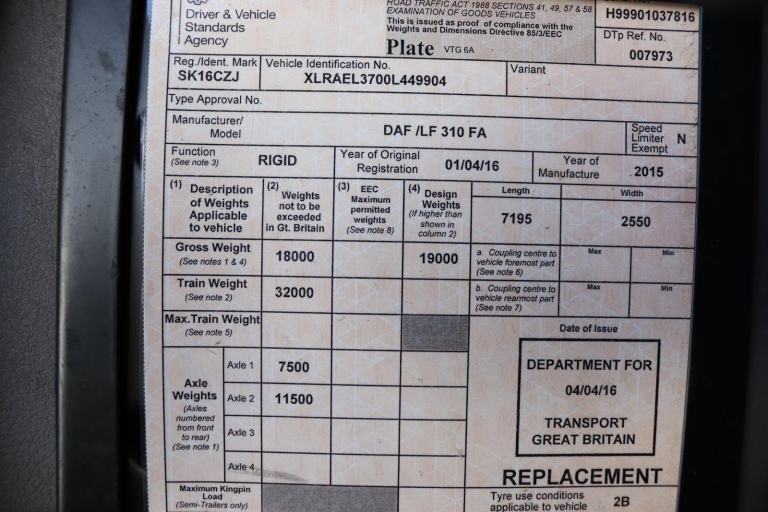 ROAD TRAFFIC ACT 1988 SECTIONS 41, 49, 57 & 58
EXAMINATION OF GOODS VEHICLES
Driver & Vehicle
Standards
Agency
This is issued as proof of compliance with the
Weights and Dimensions Directive 85/3/EEC
Plate VTG 6A
H99901037816
DTp Ref. No.
007973
Reg./Ident. Mark
SK16CZJ
Vehicle Identification No.
XLRAEL3700L449904
Variant
Type Approval No.
Manufacturer/
Model
DAF /LF 310 FA
Speed
Limiter
Exempt
N
Function
(See note 3)
RIGID
Year of Original
Registration
01/04/16
Year of
Manufacture
2015
(1) Description
of Weights
Applicable
to vehicle
(2) Weights
not to be
exceeded
in Gt. Britain
(3) EEC
Maximum
permitted
weights
(See note 8)
(4) Design
Weights
(If higher than
shown in
column 2)
Length
7195
Width
2550
Gross Weight
(See notes 1 & 4)
18000
19000
a. Coupling centre to
vehicle foremost part
(See note 6)
Max
Min
Train Weight
(See note 2)
32000
b. Coupling centre to
vehicle rearmost part
(See note 7)
Max
Min
Max.Train Weight
(See note 5)
Date of Issue
Axle
Weights
(Axles
numbered
from front
to rear)
(See note 1)
Axle 1
7500
Axle 2
11500
Axle 3
Axle 4
DEPARTMENT FOR
04/04/16
TRANSPORT
GREAT BRITAIN
REPLACEMENT
Maximum Kingpin
Load
(Semi-Trailers only)
Tyre use conditions
applicable to vehicle
2B